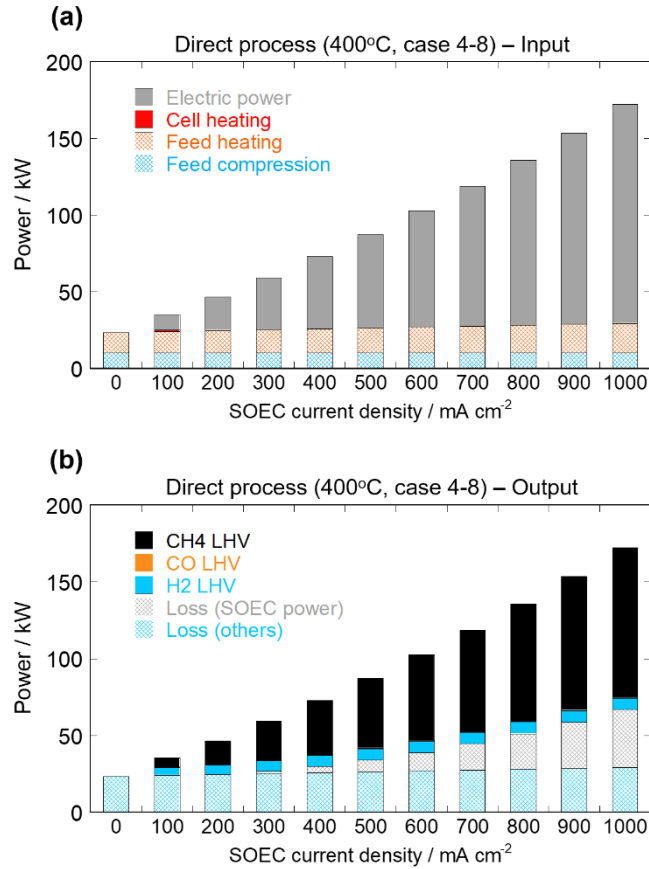 (a)
Direct process (400°C, case 4-8) – Input
200
150
100
50
0
Power / kW
Electric power
Cell heating
Feed heating
Feed compression
0 100 200 300 400 500 600 700 800 900 1000
SOEC current density / mA cm⁻²
(b)
Direct process (400°C, case 4-8) – Output
200
150
100
50
0
Power / kW
CH4 LHV
CO LHV
H2 LHV
Loss (SOEC power)
Loss (others)
0 100 200 300 400 500 600 700 800 900 1000
SOEC current density / mA cm⁻²